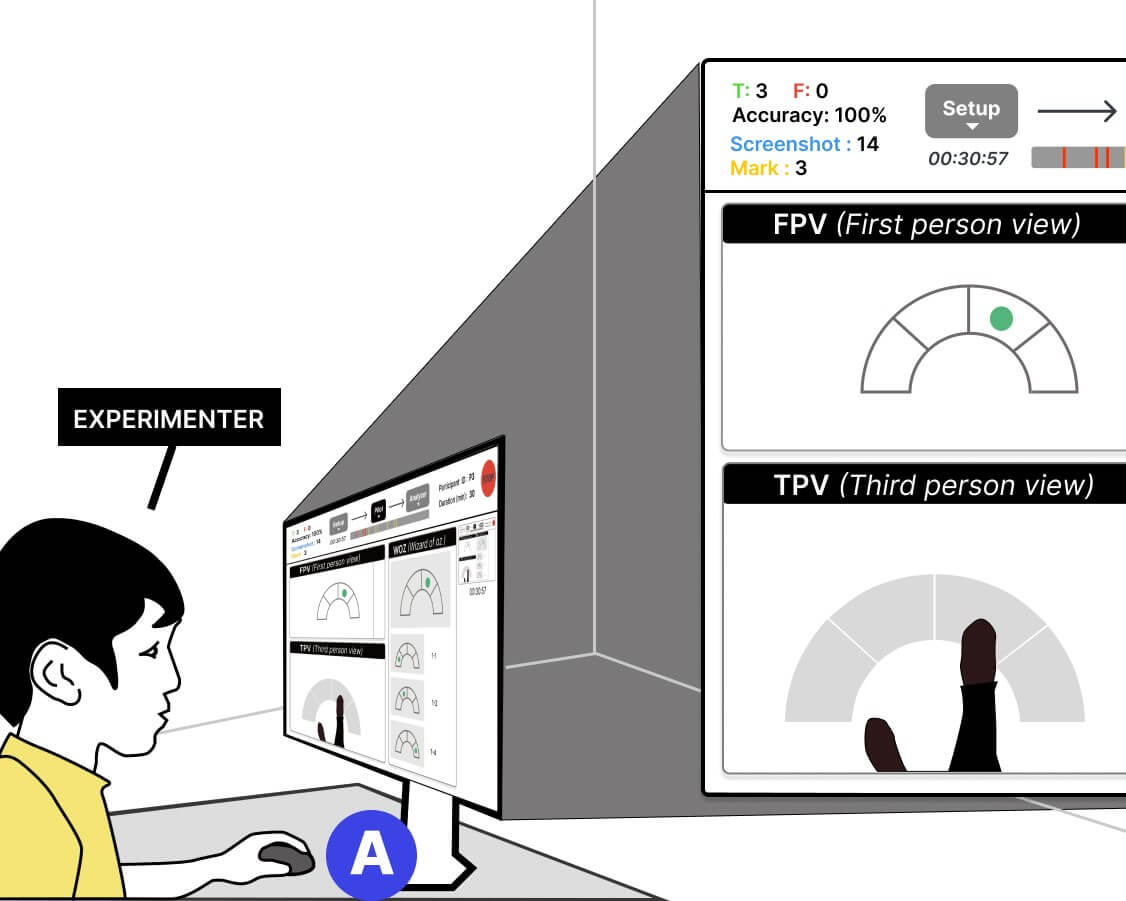 T: 3 F: 0
Accuracy: 100%
Screenshot : 14
Mark : 3
Setup
00:30:57
FPV (First person view)
TPV (Third person view)
EXPERIMENTER
T: 3 F: 0
Accuracy: 100%
Screenshot : 14
Mark : 3
Setup
Pilot
Analyze
00:30:57
Participant ID : P3
Duration (min): 30
FPV (First person view)
WOZ (Wizard of oz.)
00:30:57
TPV (Third person view)
1-1
1-2
1-4
A